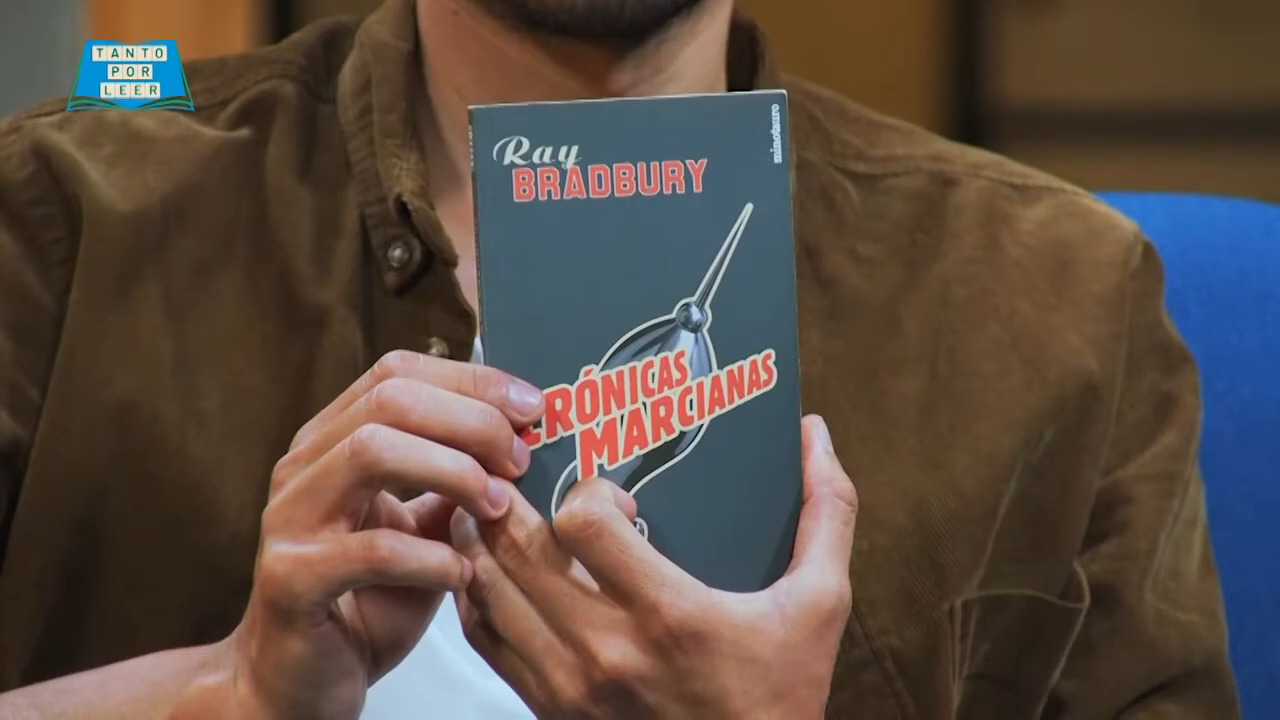 TANTO
POR
LEER
Ray
BRADBURY
minotauro
CRÓNICAS
MARCIANAS